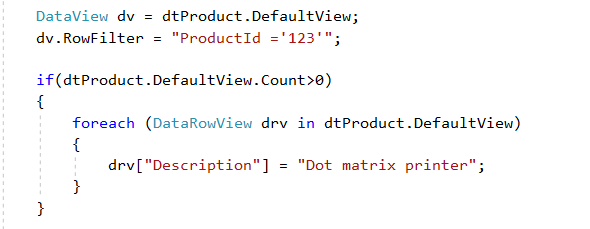 DataView dv = dtProduct.DefaultView;
dv.RowFilter = "ProductId ='123'";
if(dtProduct.DefaultView.Count>0)
{
foreach (DataRowView drv in dtProduct.DefaultView)
{
drv["Description"] = "Dot matrix printer";
}
}